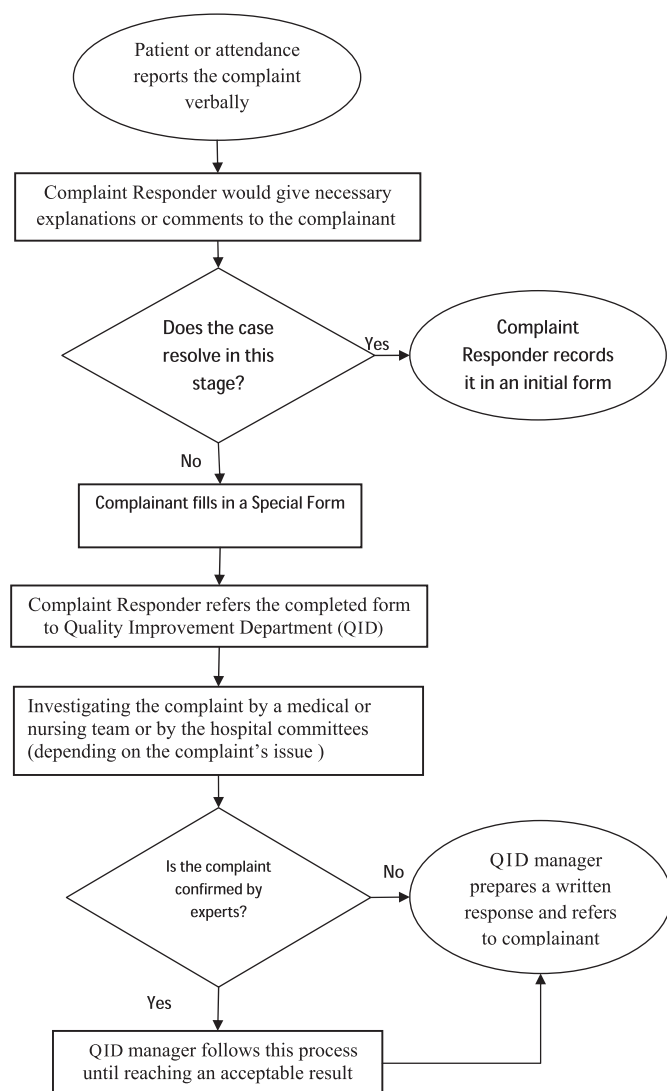 Patient or attendance
reports the complaint
verbally
Complaint Responder would give necessary
explanations or comments to the complainant
Does the case
resolve in this
stage?
Yes
Complaint
Responder records
it in an initial form
No
Complainant fills in a Special Form
Complaint Responder refers the completed form
to Quality Improvement Department (QID)
Investigating the complaint by a medical or
nursing team or by the hospital committees
(depending on the complaint's issue )
Is the complaint
confirmed by
experts?
No
QID manager
prepares a written
response and refers
to complainant
Yes
QID manager follows this process
until reaching an acceptable result